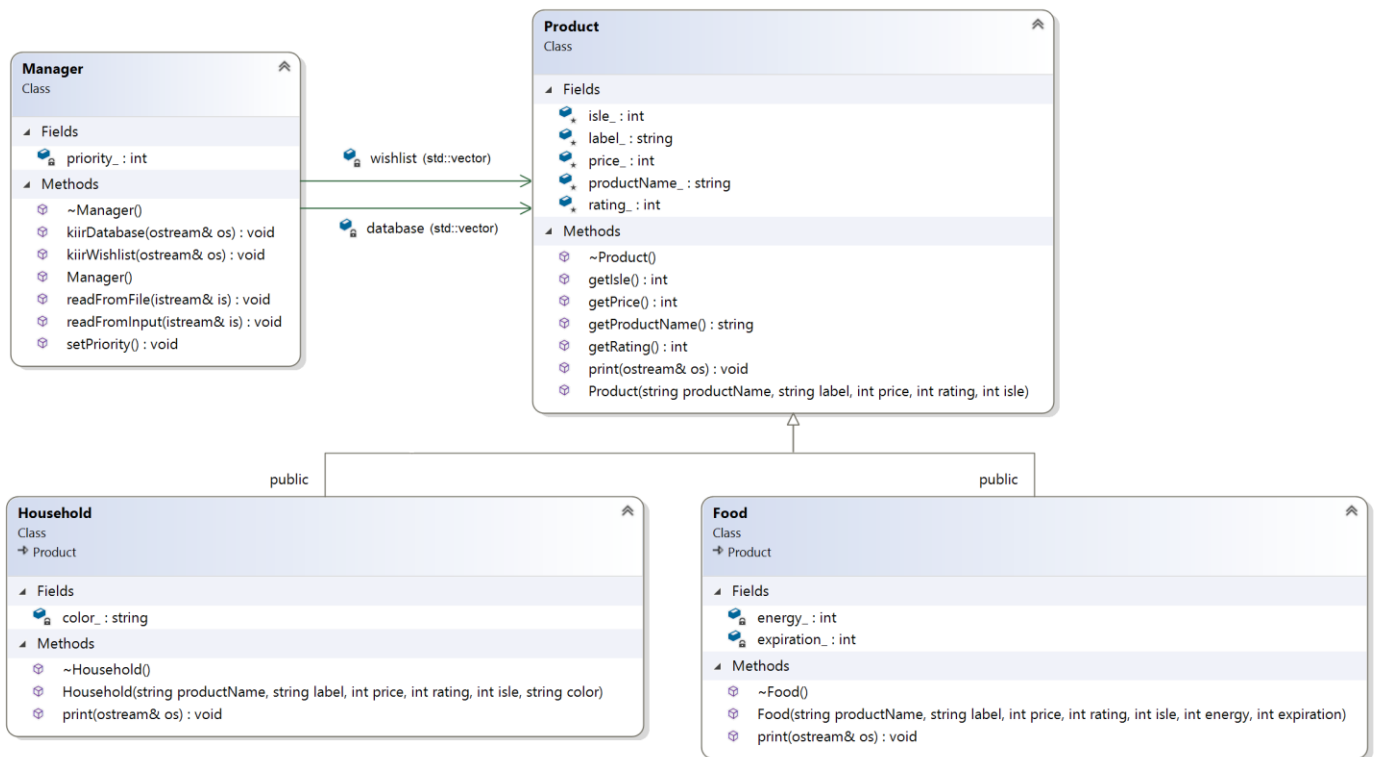 Manager
Class
Fields
priority_ : int
Methods
~Manager()
kiirDatabase(ostream& os) : void
kiirWishlist(ostream& os) : void
Manager()
readFromFile(istream& is) : void
readFromInput(istream& is) : void
setPriority() : void
wishlist (std::vector)
database (std::vector)
Product
Class
Fields
isle_ : int
label_ : string
price_ : int
productName_ : string
rating_ : int
Methods
~Product()
getIsle() : int
getPrice() : int
getProductName() : string
getRating() : int
print(ostream& os) : void
Product(string productName, string label, int price, int rating, int isle)
public
public
Household
Class
Product
Fields
color_ : string
Methods
~Household()
Household(string productName, string label, int price, int rating, int isle, string color)
print(ostream& os) : void
Food
Class
Product
Fields
energy_ : int
expiration_ : int
Methods
~Food()
Food(string productName, string label, int price, int rating, int isle, int energy, int expiration)
print(ostream& os) : void